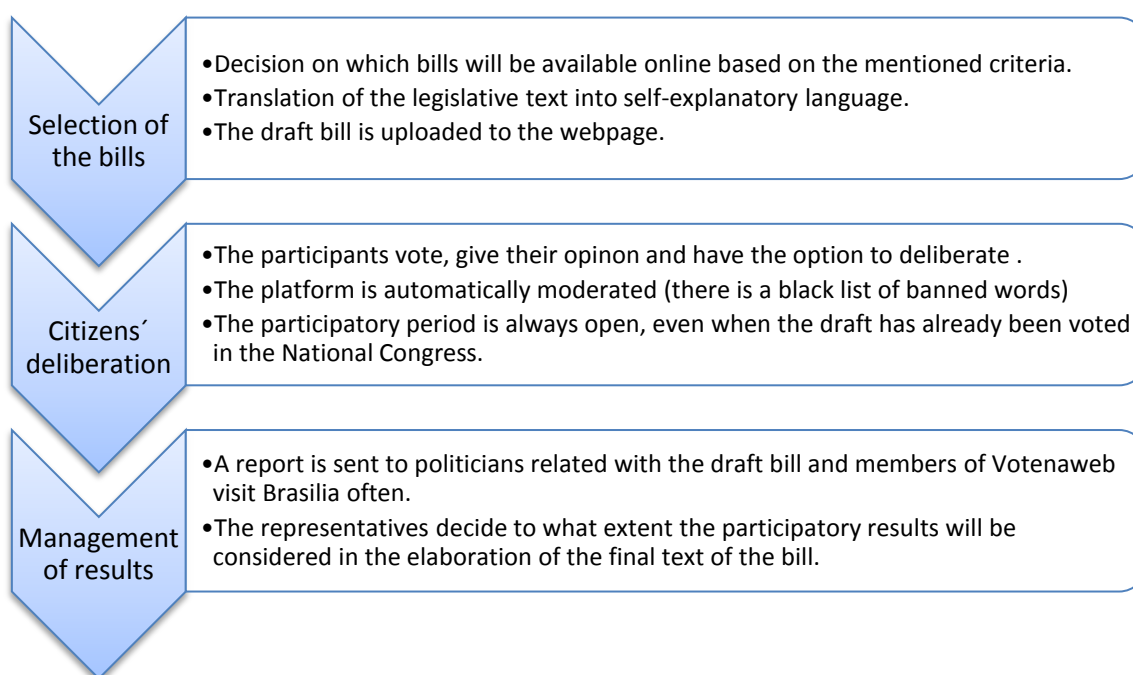 Selection of
the bills
•Decision on which bills will be available online based on the mentioned criteria.
•Translation of the legislative text into self-explanatory language.
•The draft bill is uploaded to the webpage.
Citizens´
deliberation
•The participants vote, give their opinon and have the option to deliberate .
•The platform is automatically moderated (there is a black list of banned words)
•The participatory period is always open, even when the draft has already been voted
in the National Congress.
Management
of results
•A report is sent to politicians related with the draft bill and members of Votenaweb
visit Brasilia often.
•The representatives decide to what extent the participatory results will be
considered in the elaboration of the final text of the bill.